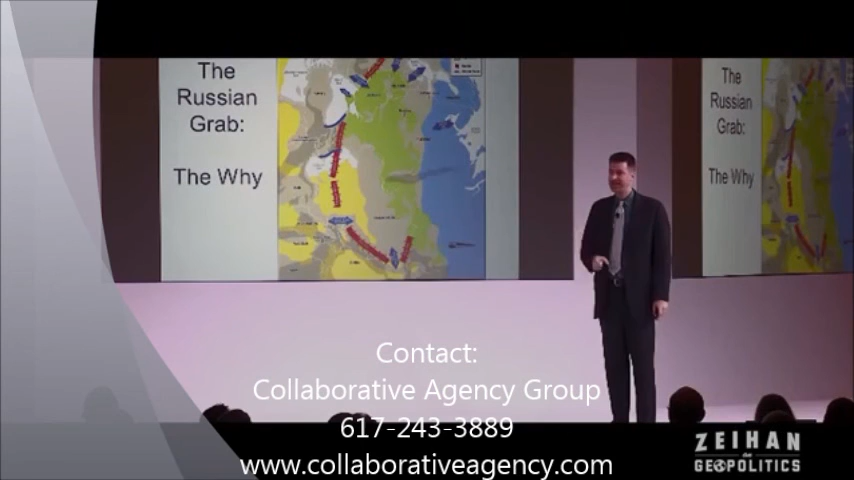 The
Russian
Grab:
The Why
The
Russian
Grab:
The Why
Contact:
Collaborative Agency Group
617-243-3889
www.collaborativeagency.com
ZEIHAN
on
GEOPOLITICS